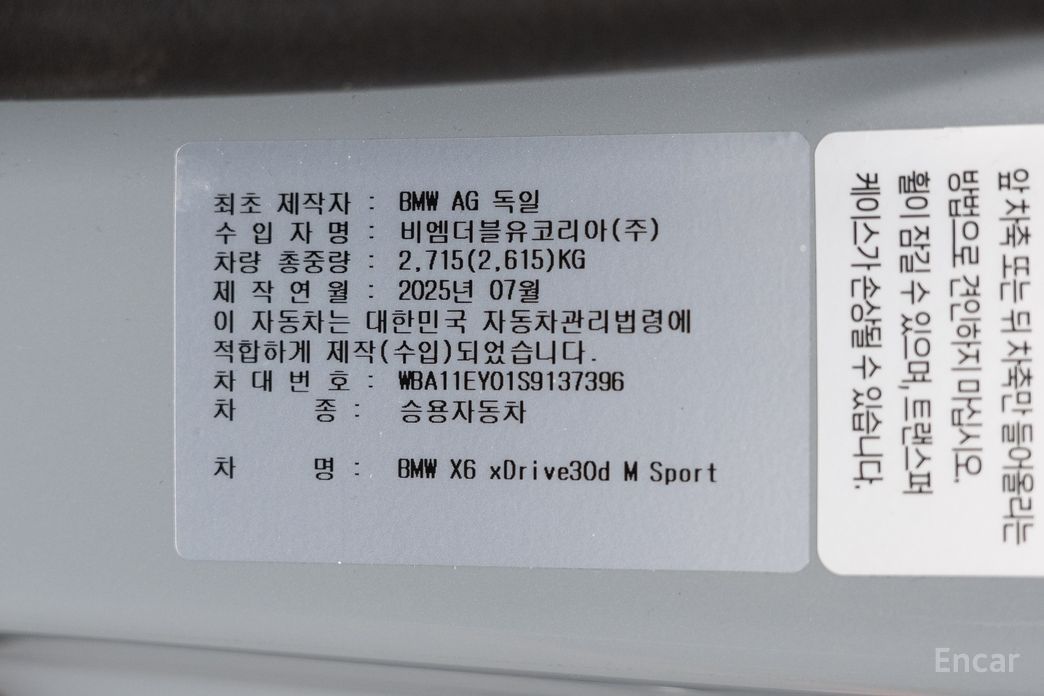 최초 제작자 : BMW AG 독일
수 입 자 명 : 비엠더블유코리아(주)
차량 총중량 : 2,715(2,615)KG
제 작 연 월 : 2025년 07월
이 자동차는 대한민국 자동차관리법령에
적합하게 제작(수입)되었습니다.
차 대 번 호 : WBA11EY01S9137396
차 종 : 승용자동차
차 명 : BMW X6 xDrive30d M Sport
앞 차축 또는 뒤 차축만 들어올리는
방법으로 견인하지 마십시오.
휠이 잠길 수 있으며, 트랜스퍼
케이스가 손상될 수 있습니다.
Encar